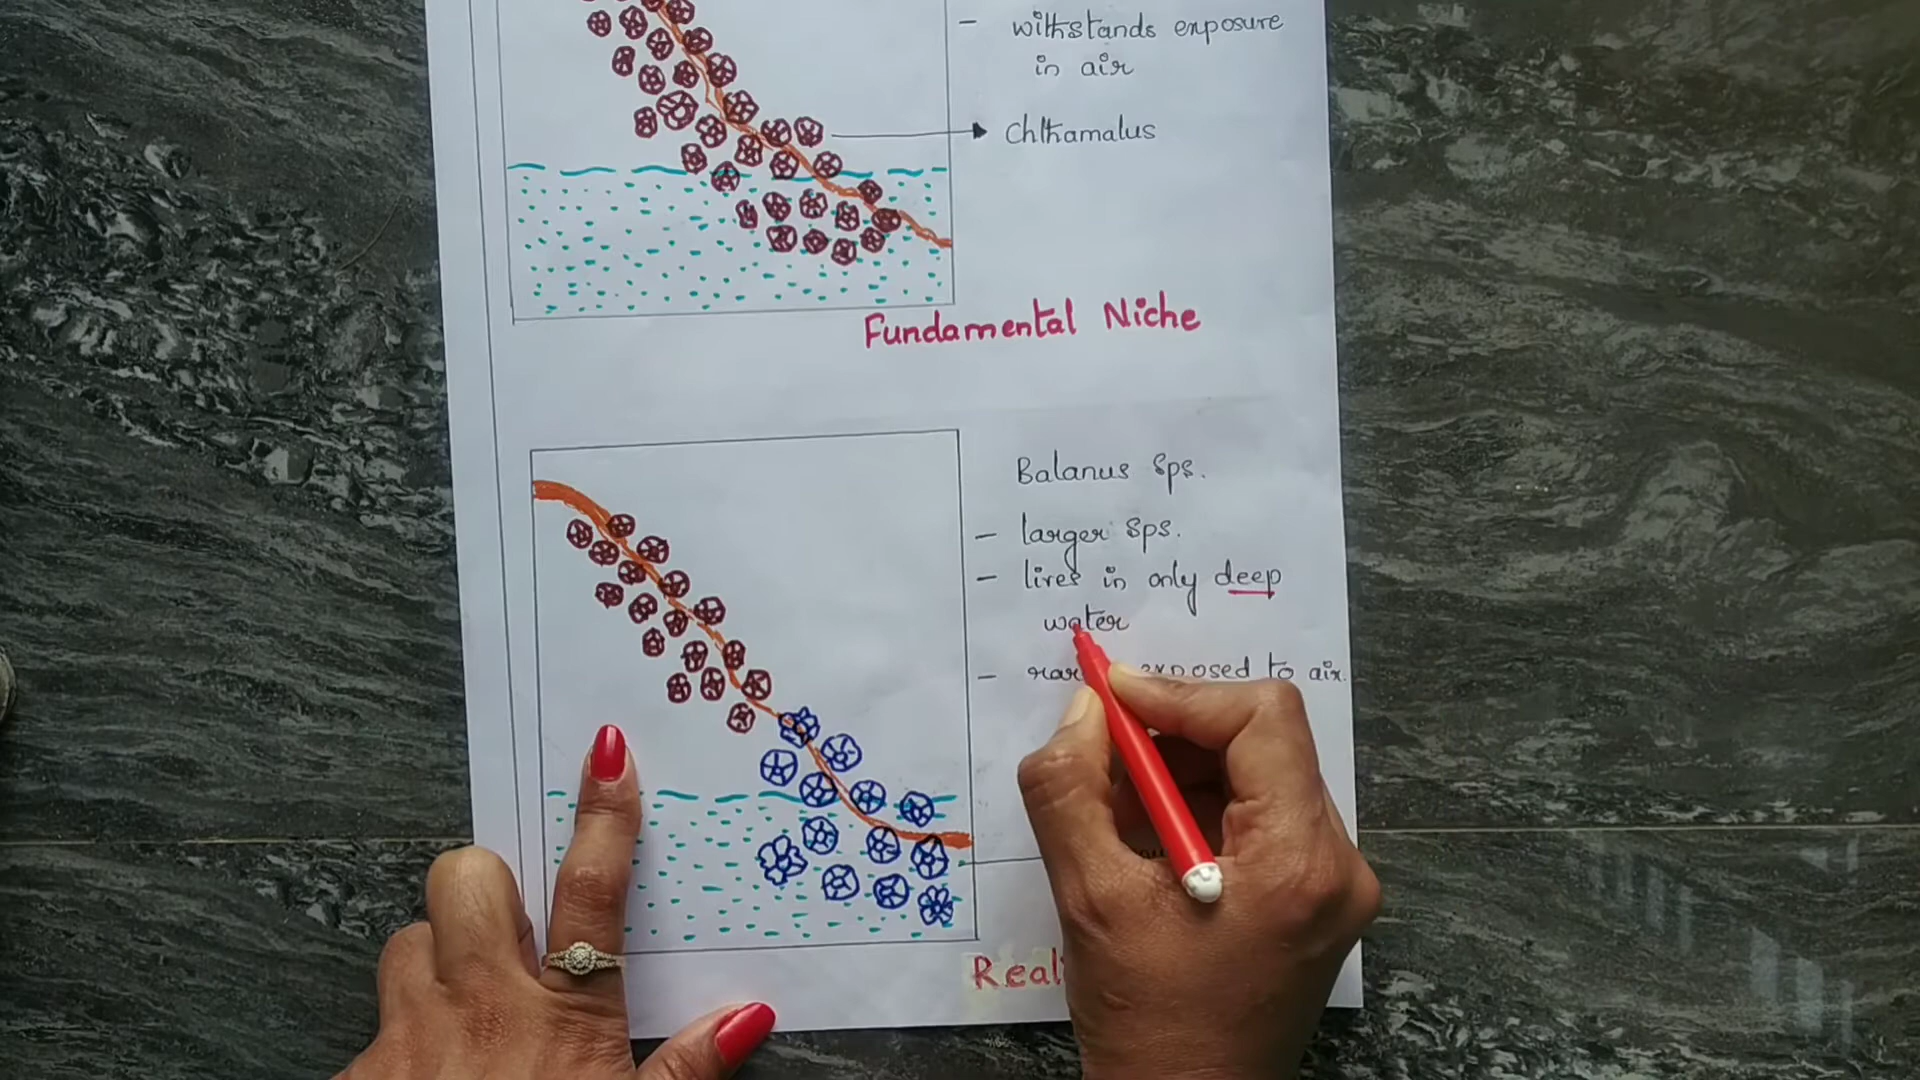 - withstands exposure
in air
Chthamalus
Fundamental Niche
Balanus Sps.
- larger Sps.
- lives in only deep
water
- exposed to air.